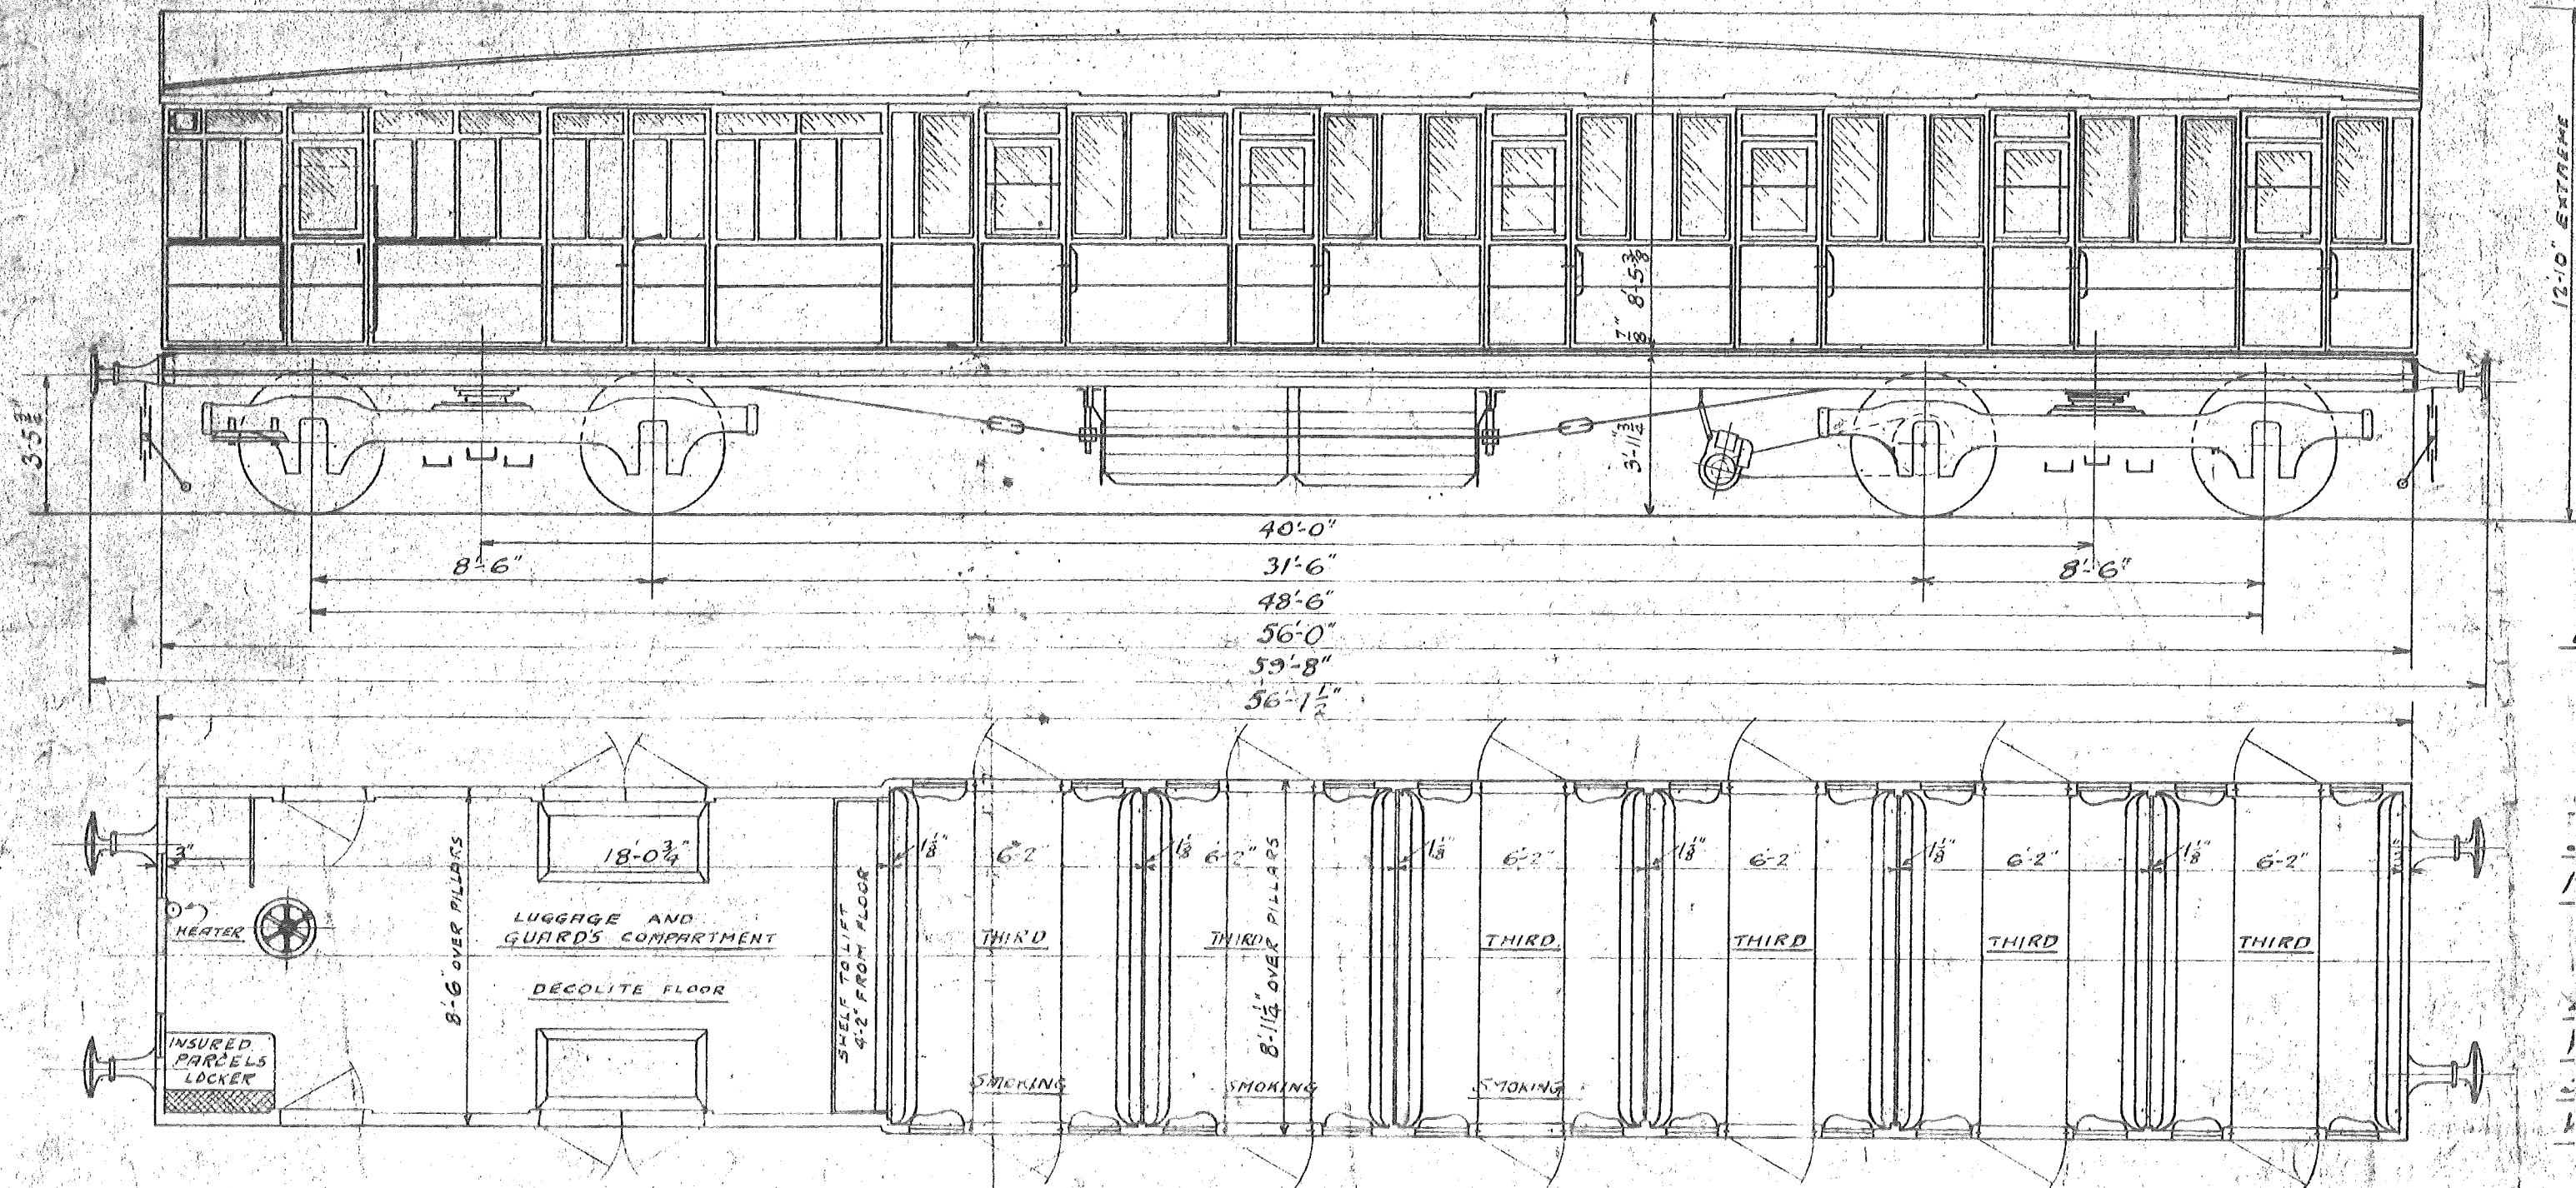 12'-10" EXTREME
8'-5 3/8"
7/8"
3'-5 3/4"
3'-11 3/4"
40'-0"
8'-6"
31'-6"
8'-6"
48'-6"
56'-0"
59'-8"
56'-1 1/2"
3"
18'-0 3/4"
1 1/8"
6'-2"
1 1/8
6'-2"
1 1/8"
6'-2"
1 1/8"
6'-2
1 1/8"
6'-2"
1 1/8"
6'-2"
HEATER
LUGGAGE AND
GUARD'S COMPARTMENT
DECOLITE FLOOR
8'-6" OVER PILLARS
SHELF TO LIFT
4'-2" FROM FLOOR
8'-11 1/4" OVER PILLARS
THIRD
THIRD
THIRD
THIRD
THIRD
THIRD
INSURED
PARCELS
LOCKER
SMOKING
SMOKING
SMOKING